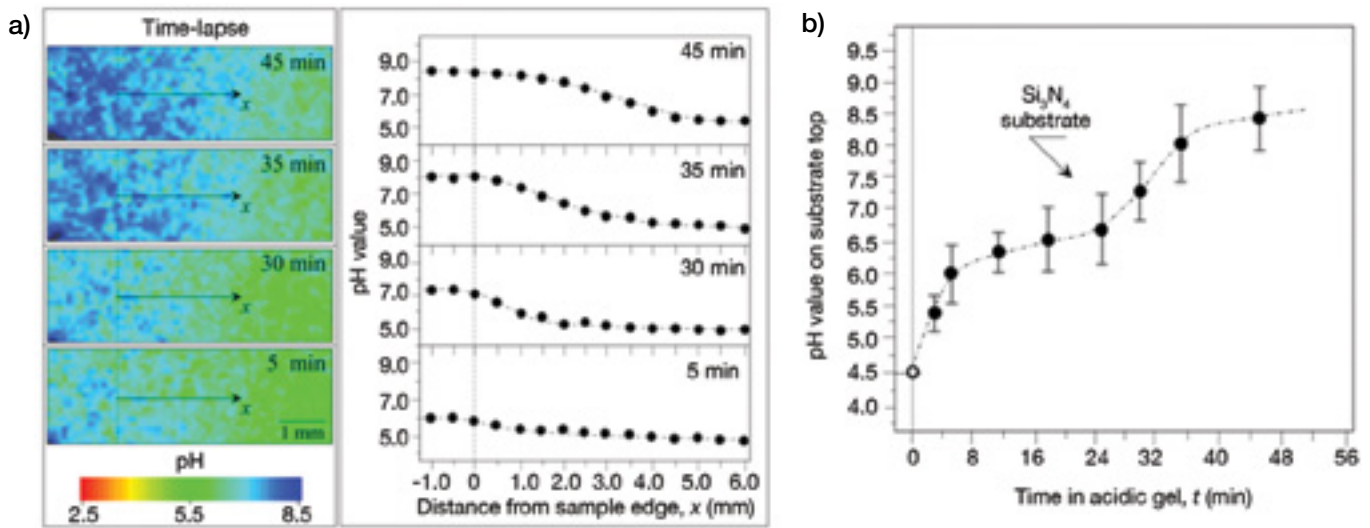 a)
Time-lapse
45 min
x
35 min
x
30 min
x
5 min
x
1 mm
pH
2.5 5.5 8.5
pH value
9.0
7.0
5.0
45 min
9.0
7.0
5.0
35 min
9.0
7.0
5.0
30 min
9.0
7.0
5.0
5 min
-1.0 0 1.0 2.0 3.0 4.0 5.0 6.0
Distance from sample edge, x (mm)
b)
pH value on substrate top
9.5
9.0
8.5
8.0
7.5
7.0
6.5
6.0
5.5
5.0
4.5
4.0
Si₃N₄
substrate
0 8 16 24 32 40 48 56
Time in acidic gel, t (min)